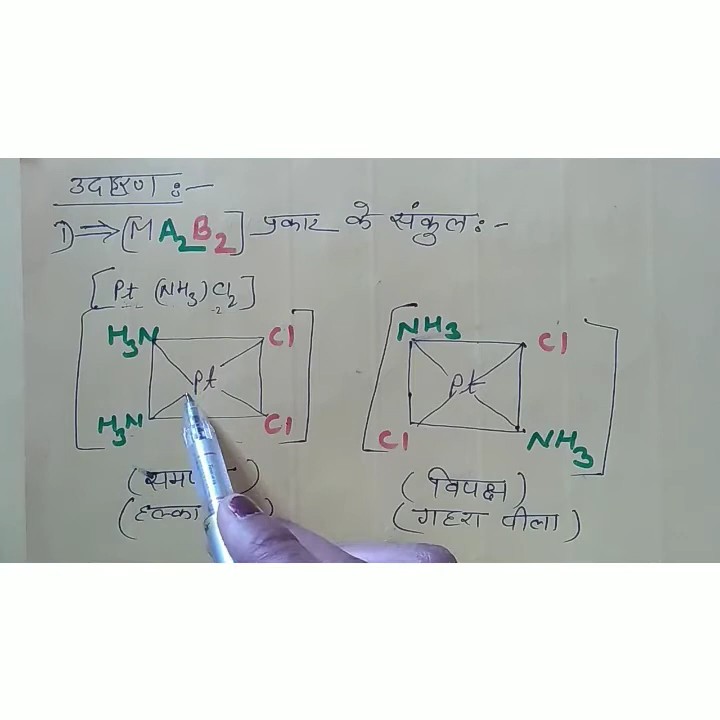 उदाहरण :-
1) ⇒ [MA₂B₂] प्रकार के संकुल :-
[Pt (NH₃) Cl₂]
H₃N Cl NH₃ Cl
Pt Pt
H₃N Cl Cl NH₃
(विपक्ष)
(हल्का (गहरा पीला)